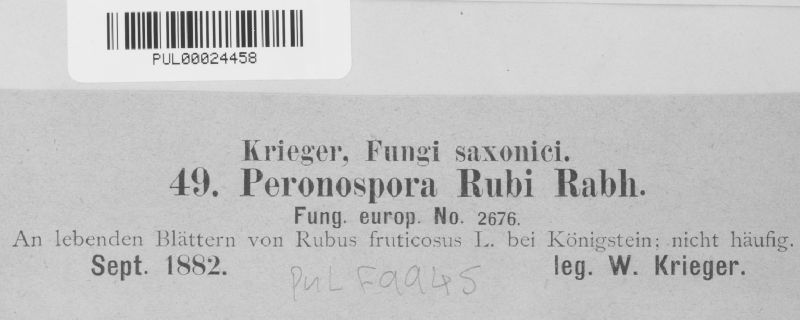 PUL00024458
Krieger, Fungi saxonici.
49. Peronospora Rubi Rabh.
Fung. europ. No. 2676.
An lebenden Blättern von Rubus fruticosus L. bei Königstein; nicht häufig.
Sept. 1882. leg. W. Krieger.
PUL F9945